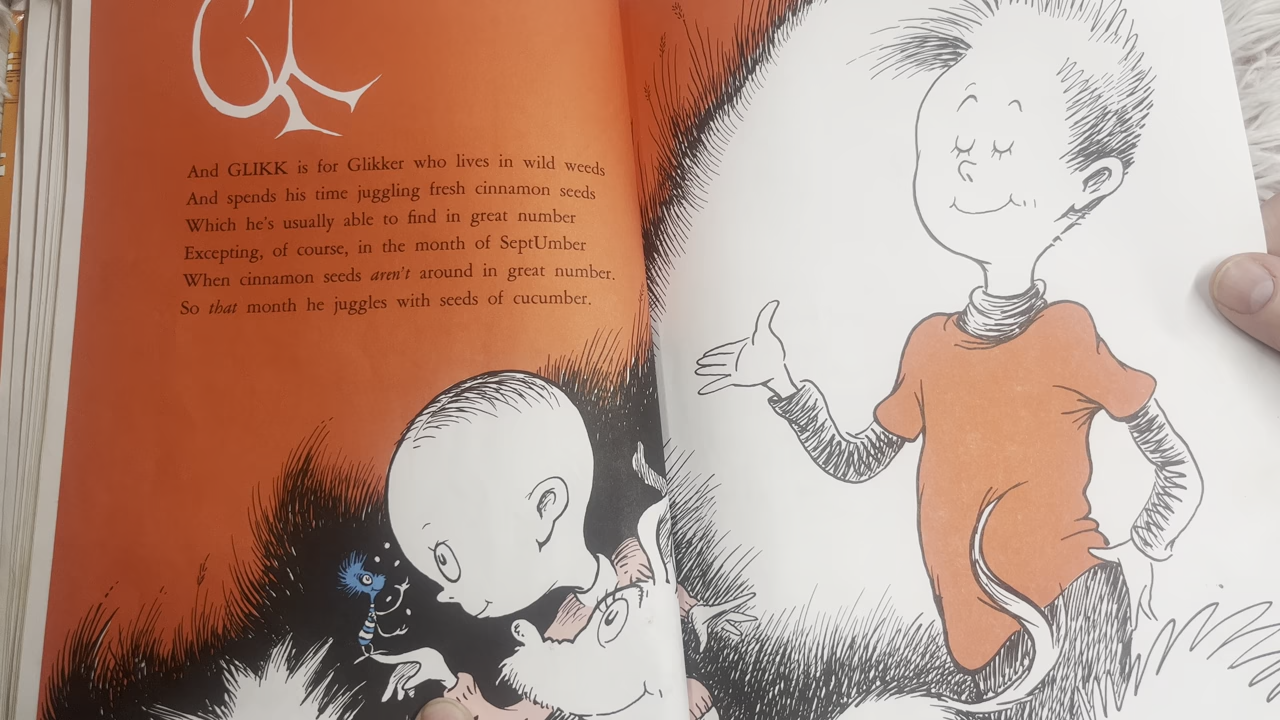 And GLIKK is for Glikker who lives in wild weeds
And spends his time juggling fresh cinnamon seeds
Which he's usually able to find in great number
Excepting, of course, in the month of SeptUmber
When cinnamon seeds aren't around in great number.
So that month he juggles with seeds of cucumber.